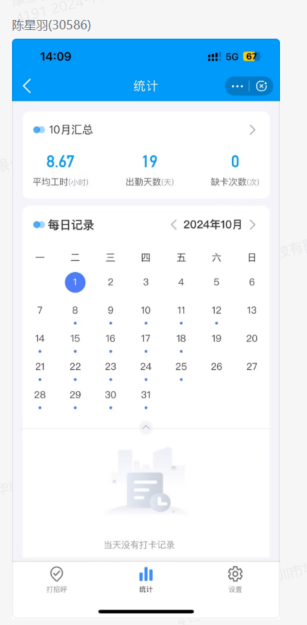 陈星羽(30586)
14:09 5G 67
统计
10月汇总
8.67 19 0
平均工时(小时) 出勤天数(天) 缺卡次数(次)
每日记录 2024年10月
一 二 三 四 五 六 日
1 2 3 4 5 6
7 8 9 10 11 12 13
14 15 16 17 18 19 20
21 22 23 24 25 26 27
28 29 30 31
当天没有打卡记录
打招呼 统计 设置